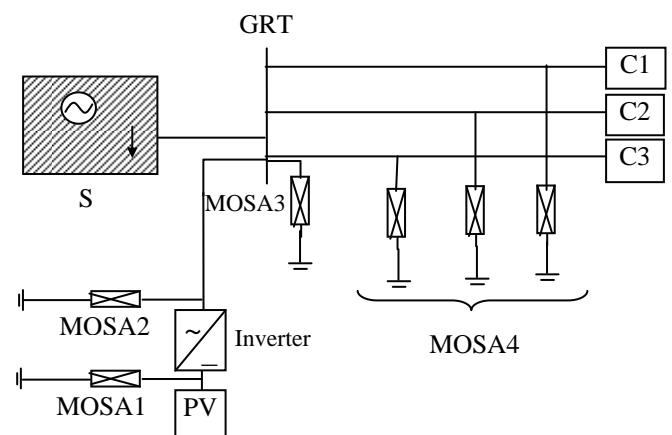 GRT
C1
C2
C3
S
MOSA3
MOSA2
Inverter
MOSA4
MOSA1
PV